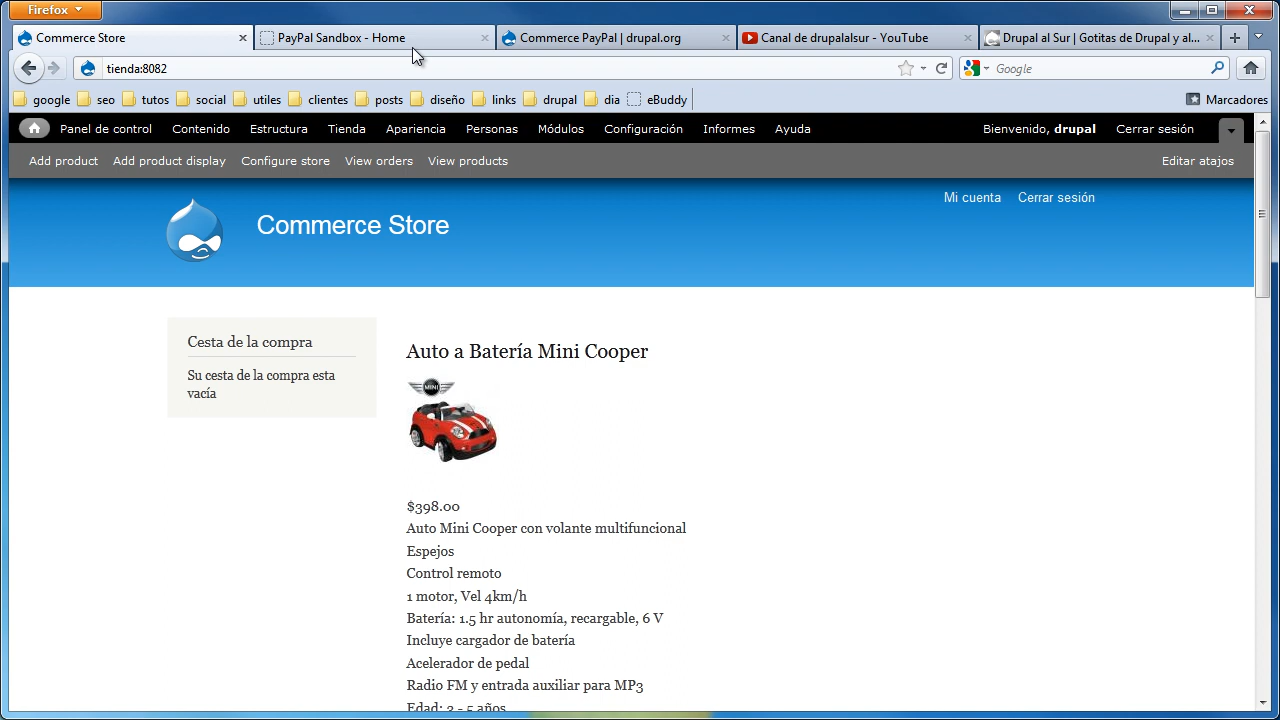 Firefox
Commerce Store
PayPal Sandbox - Home
Commerce PayPal | drupal.org
Canal de drupalalsur - YouTube
Drupal al Sur | Gotitas de Drupal y al...
tienda:8082
Google
google
seo
tutos
social
utiles
clientes
posts
diseño
links
drupal
dia
eBuddy
Marcadores
Panel de control
Contenido
Estructura
Tienda
Apariencia
Personas
Módulos
Configuración
Informes
Ayuda
Bienvenido, drupal
Cerrar sesión
Add product
Add product display
Configure store
View orders
View products
Editar atajos
Mi cuenta
Cerrar sesión
Commerce Store
Cesta de la compra
Su cesta de la compra esta
vacía
Auto a Batería Mini Cooper
MINI
$398.00
Auto Mini Cooper con volante multifuncional
Espejos
Control remoto
1 motor, Vel 4km/h
Batería: 1.5 hr autonomía, recargable, 6 V
Incluye cargador de batería
Acelerador de pedal
Radio FM y entrada auxiliar para MP3
Edad: 3 - 5 años